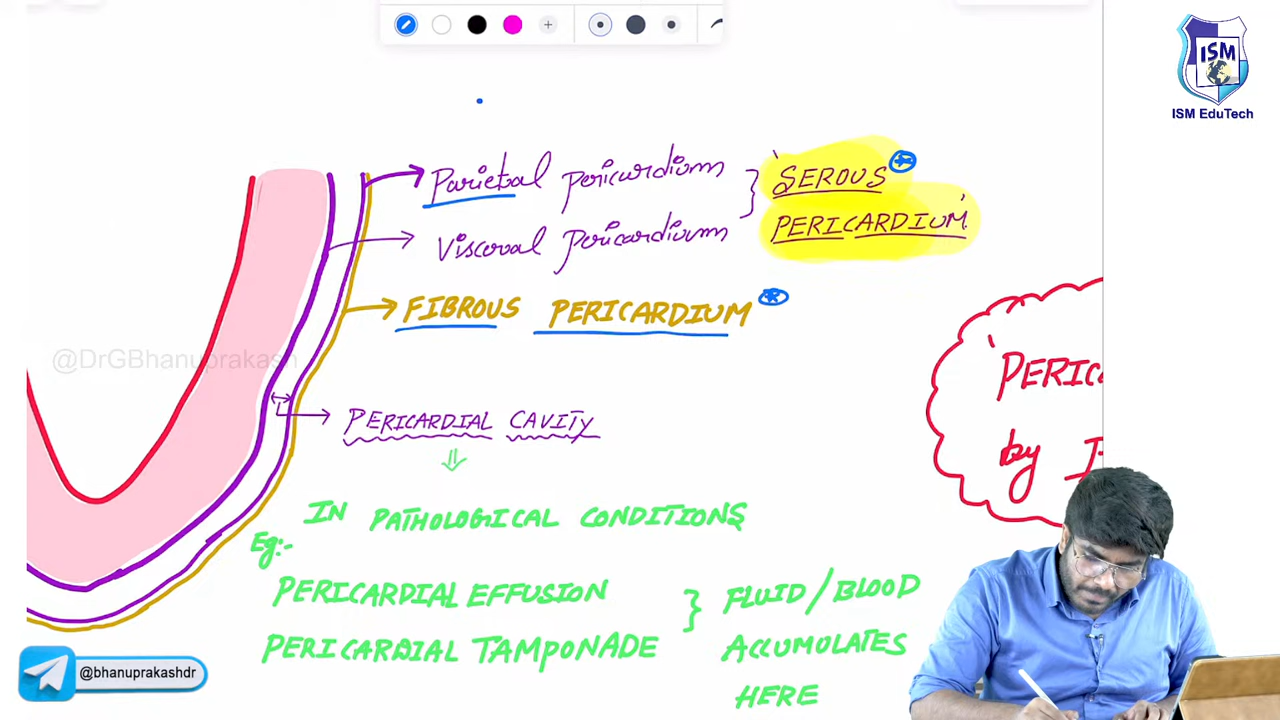 ISM
ISM EduTech
Parietal pericardium
Visceral pericardium
} SEROUS
PERICARDIUM
FIBROUS PERICARDIUM
@DrGBhanuprakash
PERICARDIAL CAVITY
IN PATHOLOGICAL CONDITIONS
Eg:-
PERICARDIAL EFFUSION
PERICARDIAL TAMPONADE
} FLUID/BLOOD
ACCUMULATES
HERE
PERIC
by
@bhanuprakashdr